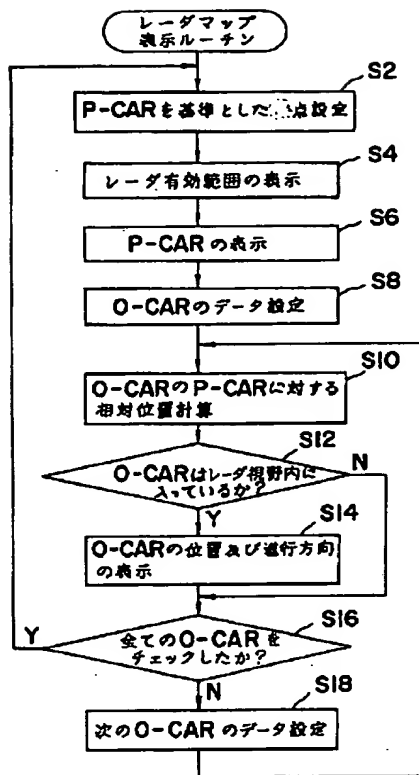 レーダマップ
表示ルーチン
S2
P-CARを基準とした 点設定
S4
レーダ有効範囲の表示
S6
P-CARの表示
S8
O-CARのデータ設定
S10
O-CARのP-CARに対する
相対位置計算
S12
O-CARはレーダ視野内に
入っているか?
N
Y
S14
O-CARの位置及び進行方向
の表示
S16
全てのO-CARを
チェックしたか?
Y
N
S18
次のO-CARのデータ設定